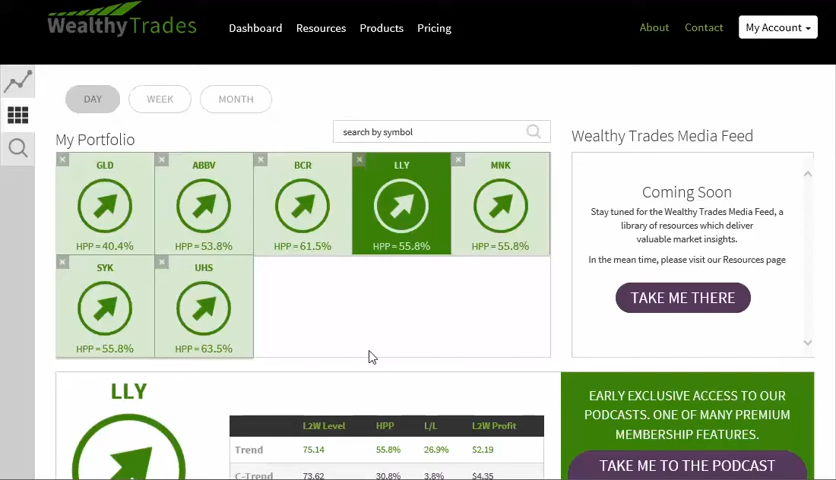 WealthyTrades
Dashboard Resources Products Pricing
About Contact My Account
DAY WEEK MONTH
My Portfolio
search by symbol
Wealthy Trades Media Feed
GLD ABBV BCR LLY MNK
HPP = 40.4% HPP = 53.8% HPP = 61.5% HPP = 55.8% HPP = 55.8%
SYK UHS
HPP = 55.8% HPP = 63.5%
Coming Soon
Stay tuned for the Wealthy Trades Media Feed, a
library of resources which deliver
valuable market insights.
In the mean time, please visit our Resources page
TAKE ME THERE
LLY
L2W Level HPP L/L L2W Profit
Trend 75.14 55.8% 26.9% $2.19
C-Trend 73.62 30.8% 3.8% $4.35
EARLY EXCLUSIVE ACCESS TO OUR
PODCASTS. ONE OF MANY PREMIUM
MEMBERSHIP FEATURES.
TAKE ME TO THE PODCAST